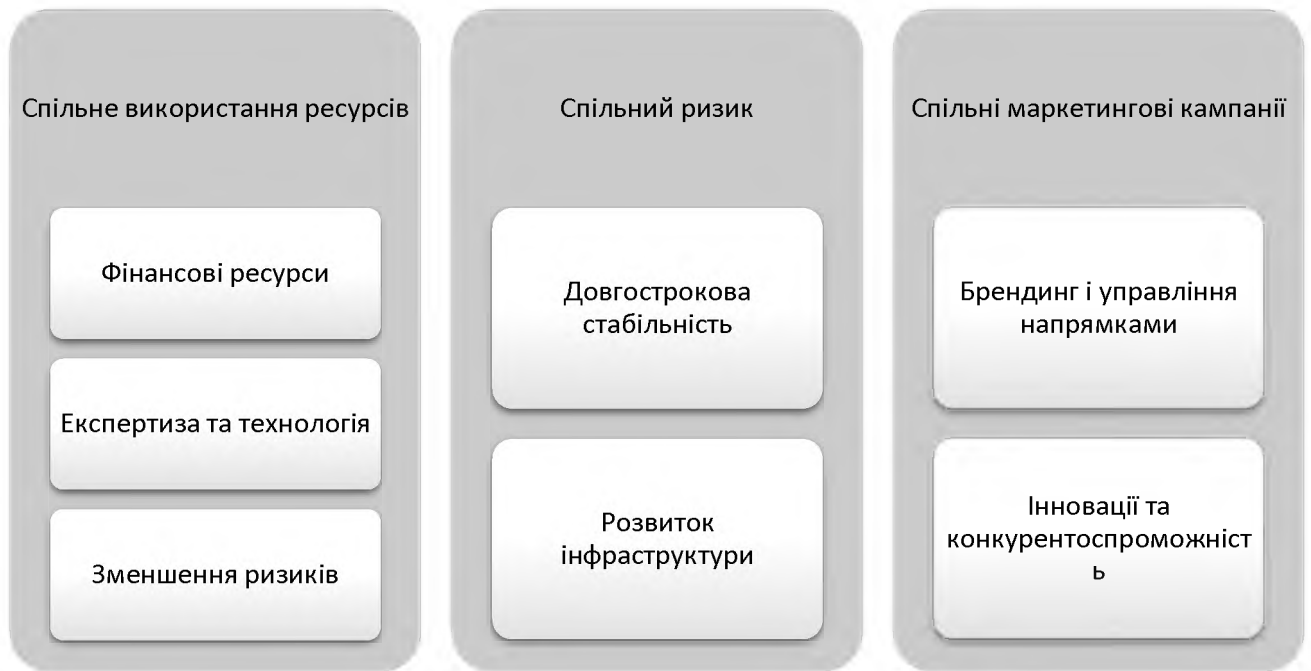 Спільне використання ресурсів
Фінансові ресурси
Експертиза та технологія
Зменшення ризиків
Спільний ризик
Довгострокова
стабільність
Розвиток
інфраструктури
Спільні маркетингові кампанії
Брендинг і управління
напрямками
Інновації та
конкурентоспроможніст
ь